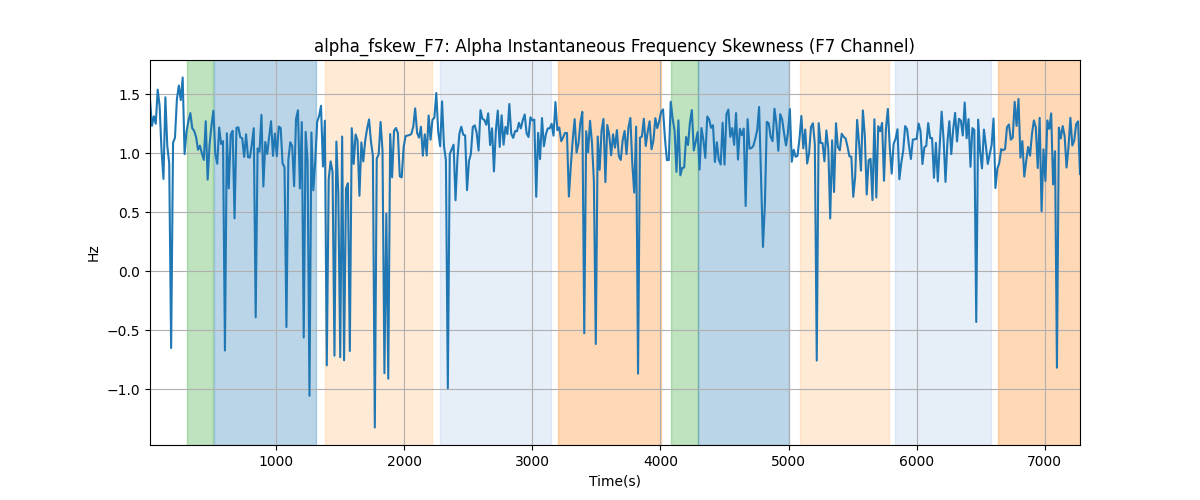 alpha_fskew_F7: Alpha Instantaneous Frequency Skewness (F7 Channel)
1.5
1.0
0.5
0.0
−0.5
−1.0
Hz
1000 2000 3000 4000 5000 6000 7000
Time(s)